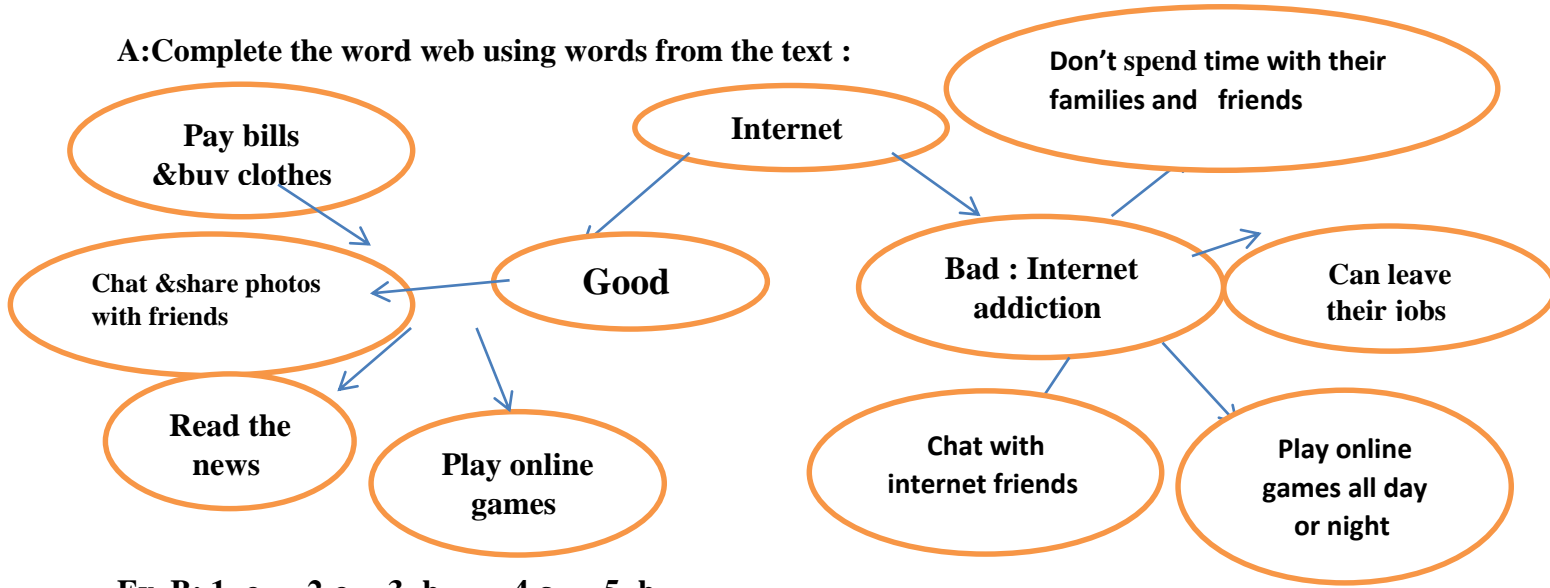 A:Complete the word web using words from the text :
Don't spend time with their
families and friends
Internet
Pay bills
&buy clothes
Chat &share photos
with friends
Good
Bad : Internet
addiction
Can leave
their jobs
Read the
news
Play online
games
Chat with
internet friends
Play online
games all day
or night